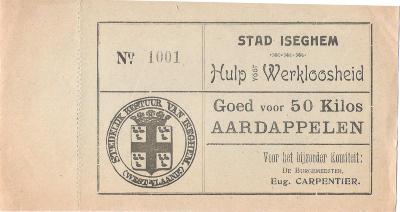 Nr 1001
STAD ISEGHEM
Hulp voor Werkloosheid
Goed voor 50 Kilos
AARDAPPELEN
STEDELIJK BESTUUR VAN ISEGHEM
(WEST-VLAANDEREN)
Voor het bijzonder Komiteit:
DE BURGEMEESTER,
Eug. CARPENTIER.